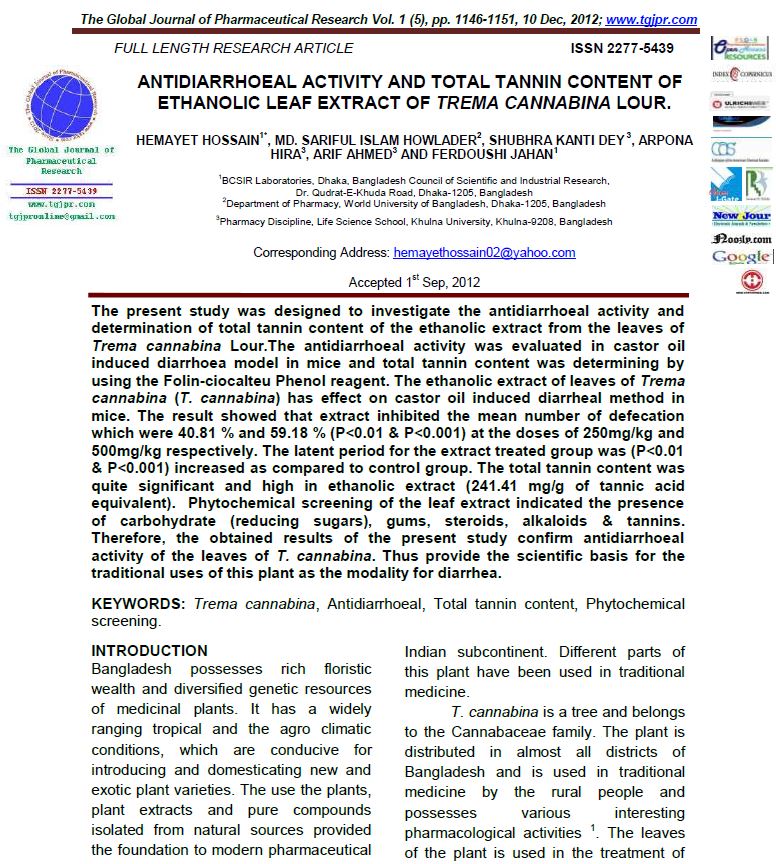 The Global Journal of Pharmaceutical Research Vol. 1 (5), pp. 1146-1151, 10 Dec, 2012; www.tgjpr.com
FULL LENGTH RESEARCH ARTICLE ISSN 2277-5439
ANTIDIARRHOEAL ACTIVITY AND TOTAL TANNIN CONTENT OF
ETHANOLIC LEAF EXTRACT OF TREMA CANNABINA LOUR.
HEMAYET HOSSAIN1*, MD. SARIFUL ISLAM HOWLADER2, SHUBHRA KANTI DEY3, ARPONA
HIRA3, ARIF AHMED3 AND FERDOUSHI JAHAN1
1BCSIR Laboratories, Dhaka, Bangladesh Council of Scientific and Industrial Research,
Dr. Qudrat-E-Khuda Road, Dhaka-1205, Bangladesh
2Department of Pharmacy, World University of Bangladesh, Dhaka-1205, Bangladesh
3Pharmacy Discipline, Life Science School, Khulna University, Khulna-9208, Bangladesh
Corresponding Address: hemayethossain02@yahoo.com
Accepted 1st Sep, 2012
The Global Journal of
Pharmaceutical
Research
ISSN 2277-5439
www.tgjpr.com
tgjpronline@gmail.com
Open Access
RESOURCES
INDEX COPERNICUS
ULRICHSWEB
CAS
J-Gate
New Jour
Noozly.com
Google
The present study was designed to investigate the antidiarrhoeal activity and
determination of total tannin content of the ethanolic extract from the leaves of
Trema cannabina Lour.The antidiarrhoeal activity was evaluated in castor oil
induced diarrhoea model in mice and total tannin content was determining by
using the Folin-ciocalteu Phenol reagent. The ethanolic extract of leaves of Trema
cannabina (T. cannabina) has effect on castor oil induced diarrheal method in
mice. The result showed that extract inhibited the mean number of defecation
which were 40.81 % and 59.18 % (P<0.01 & P<0.001) at the doses of 250mg/kg and
500mg/kg respectively. The latent period for the extract treated group was (P<0.01
& P<0.001) increased as compared to control group. The total tannin content was
quite significant and high in ethanolic extract (241.41 mg/g of tannic acid
equivalent). Phytochemical screening of the leaf extract indicated the presence
of carbohydrate (reducing sugars), gums, steroids, alkaloids & tannins.
Therefore, the obtained results of the present study confirm antidiarrhoeal
activity of the leaves of T. cannabina. Thus provide the scientific basis for the
traditional uses of this plant as the modality for diarrhea.
KEYWORDS: Trema cannabina, Antidiarrhoeal, Total tannin content, Phytochemical
screening.
INTRODUCTION
Bangladesh possesses rich floristic
wealth and diversified genetic resources
of medicinal plants. It has a widely
ranging tropical and the agro climatic
conditions, which are conducive for
introducing and domesticating new and
exotic plant varieties. The use the plants,
plant extracts and pure compounds
isolated from natural sources provided
the foundation to modern pharmaceutical
Indian subcontinent. Different parts of
this plant have been used in traditional
medicine.
T. cannabina is a tree and belongs
to the Cannabaceae family. The plant is
distributed in almost all districts of
Bangladesh and is used in traditional
medicine by the rural people and
possesses various interesting
pharmacological activities 1. The leaves
of the plant is used in the treatment of